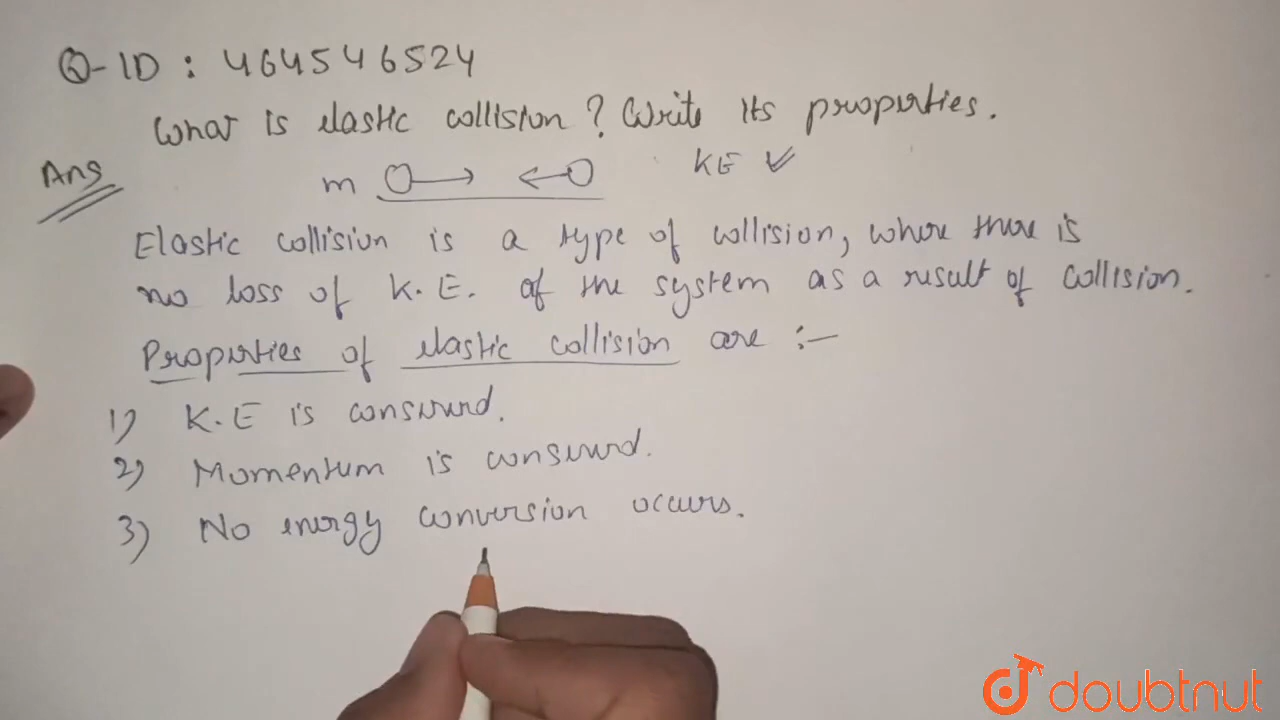 Q-ID : 464546524
What is elastic collision? Write its properties.
Ans
m KE
Elastic collision is a type of collision, where there is
no loss of K.E. of the system as a result of collision.
Properties of elastic collision are :-
1) K.E is conserved.
2) Momentum is conserved.
3) No energy conversion occurs.
doubtnut